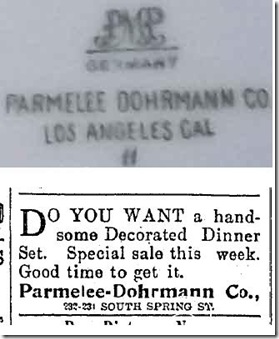 GERMANY
PARMELEE DOHRMANN CO
LOS ANGELES CAL
DO YOU WANT a hand-
some Decorated Dinner
Set. Special sale this week.
Good time to get it.
Parmelee-Dohrmann Co.,
SOUTH SPRING ST.